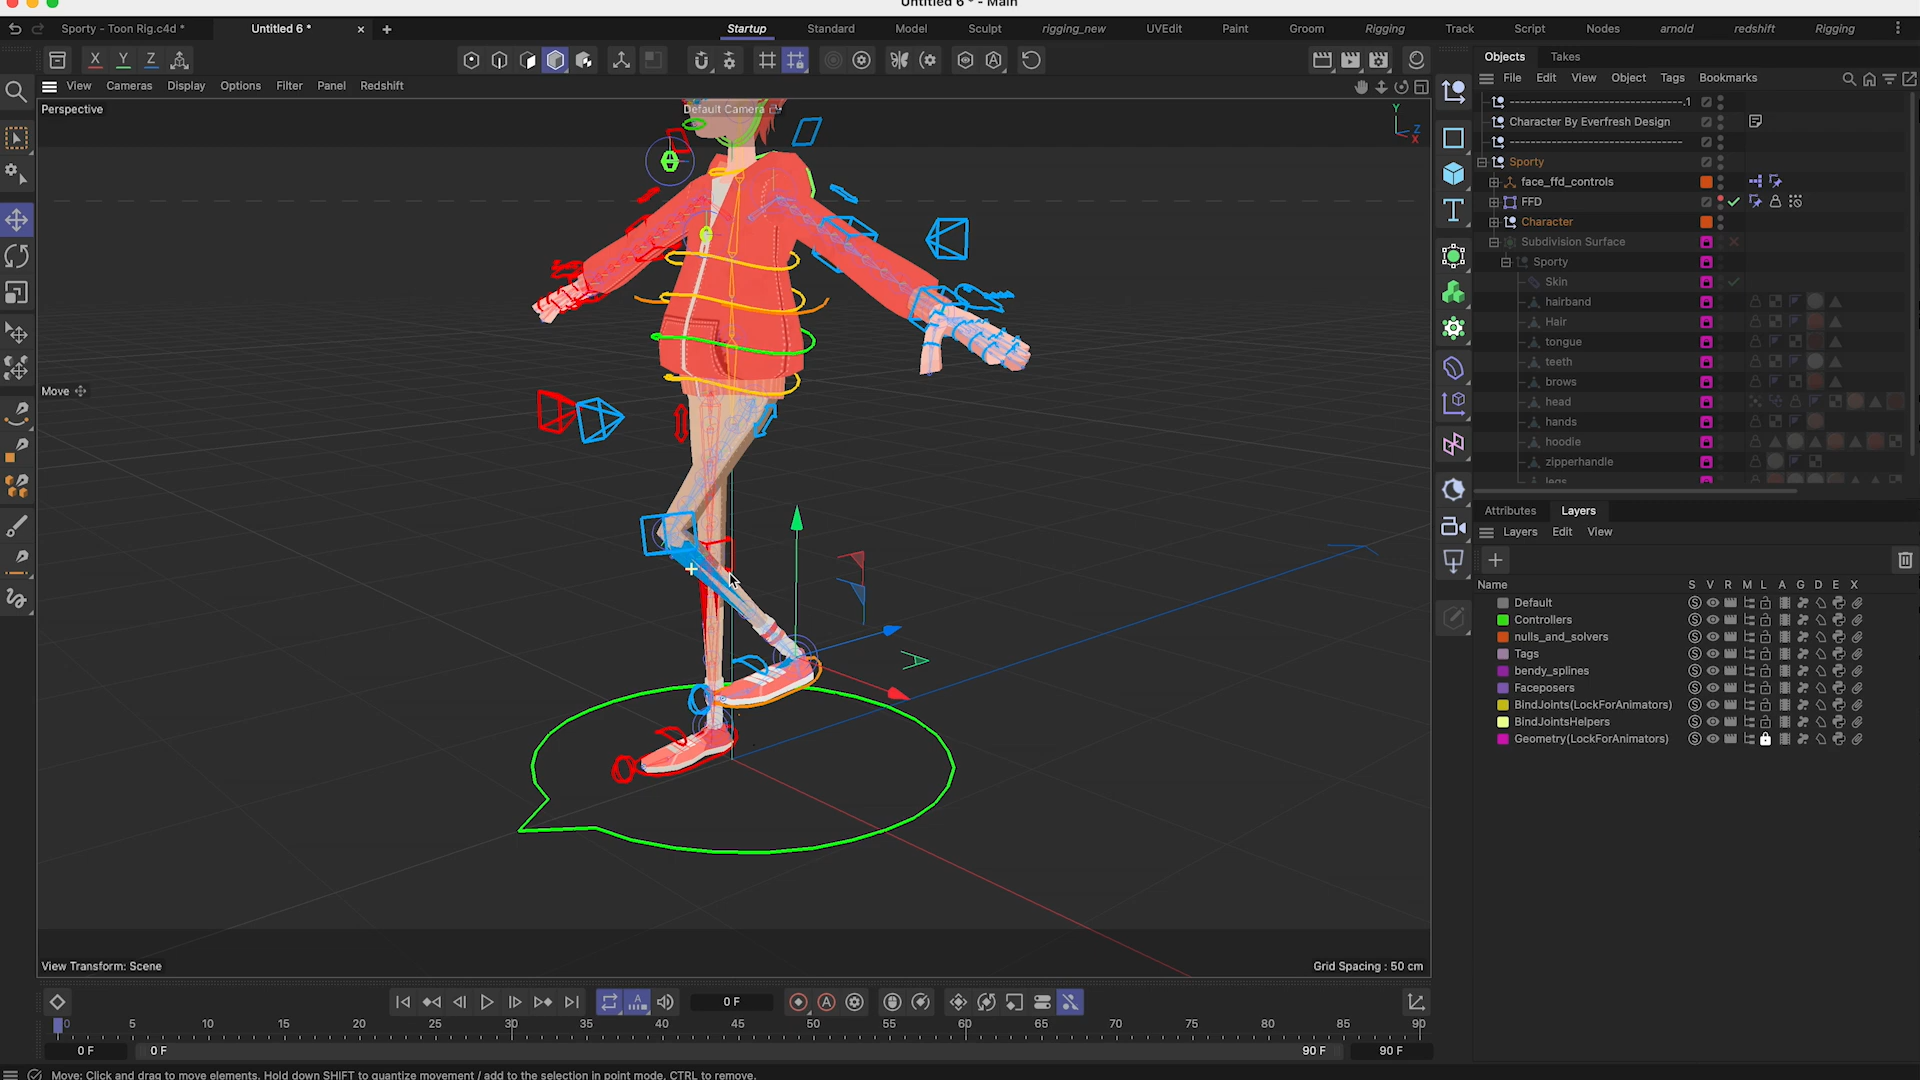 Untitled 6 * - Main
Sporty - Toon Rig.c4d *
Untitled 6 *
Startup
Standard
Model
Sculpt
rigging_new
UVEdit
Paint
Groom
Rigging
Track
Script
Nodes
arnold
redshift
Rigging
X
Y
Z
View
Cameras
Display
Options
Filter
Panel
Redshift
Perspective
Default Camera
Y
Z
X
Move
View Transform: Scene
Grid Spacing : 50 cm
Objects
Takes
File
Edit
View
Object
Tags
Bookmarks
----------------------------------.1
Character By Everfresh Design
----------------------------------
Sporty
face_ffd_controls
FFD
Character
Subdivision Surface
Sporty
Skin
hairband
Hair
tongue
teeth
brows
head
hands
hoodie
zipperhandle
legs
Attributes
Layers
Layers
Edit
View
Name
S V R M L A G D E X
Default
Controllers
nulls_and_solvers
Tags
bendy_splines
Faceposers
BindJoints(LockForAnimators)
BindJointsHelpers
Geometry(LockForAnimators)
0 F
0 5 10 15 20 25 30 35 40 45 50 55 60 65 70 75 80 85 90
0 F
0 F
90 F
90 F
Move: Click and drag to move elements. Hold down SHIFT to quantize movement / add to the selection in point mode, CTRL to remove.